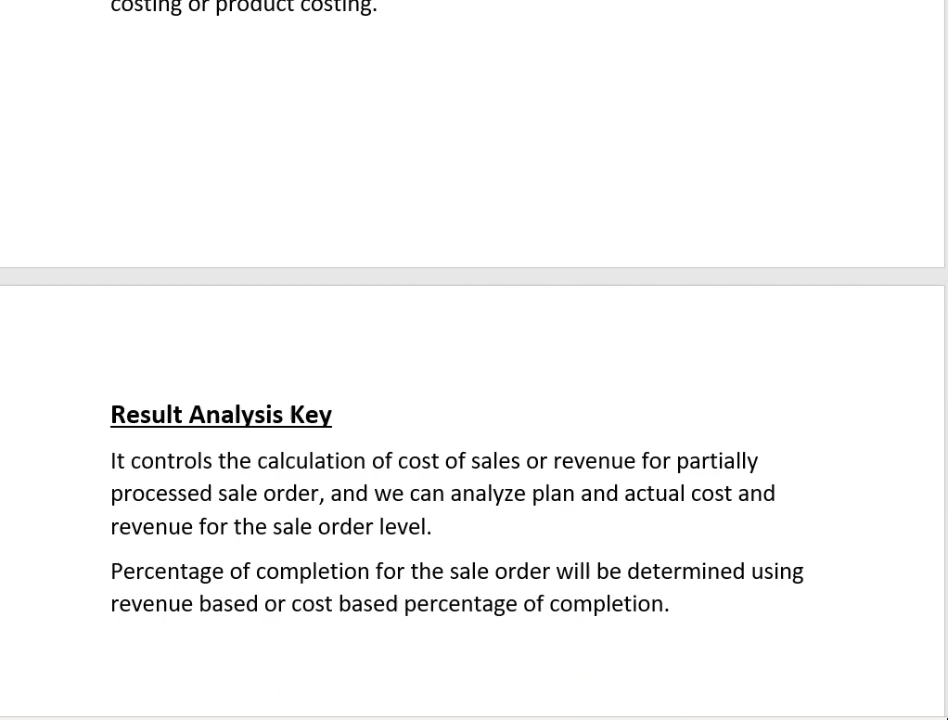 costing or product costing.
Result Analysis Key
It controls the calculation of cost of sales or revenue for partially
processed sale order, and we can analyze plan and actual cost and
revenue for the sale order level.
Percentage of completion for the sale order will be determined using
revenue based or cost based percentage of completion.